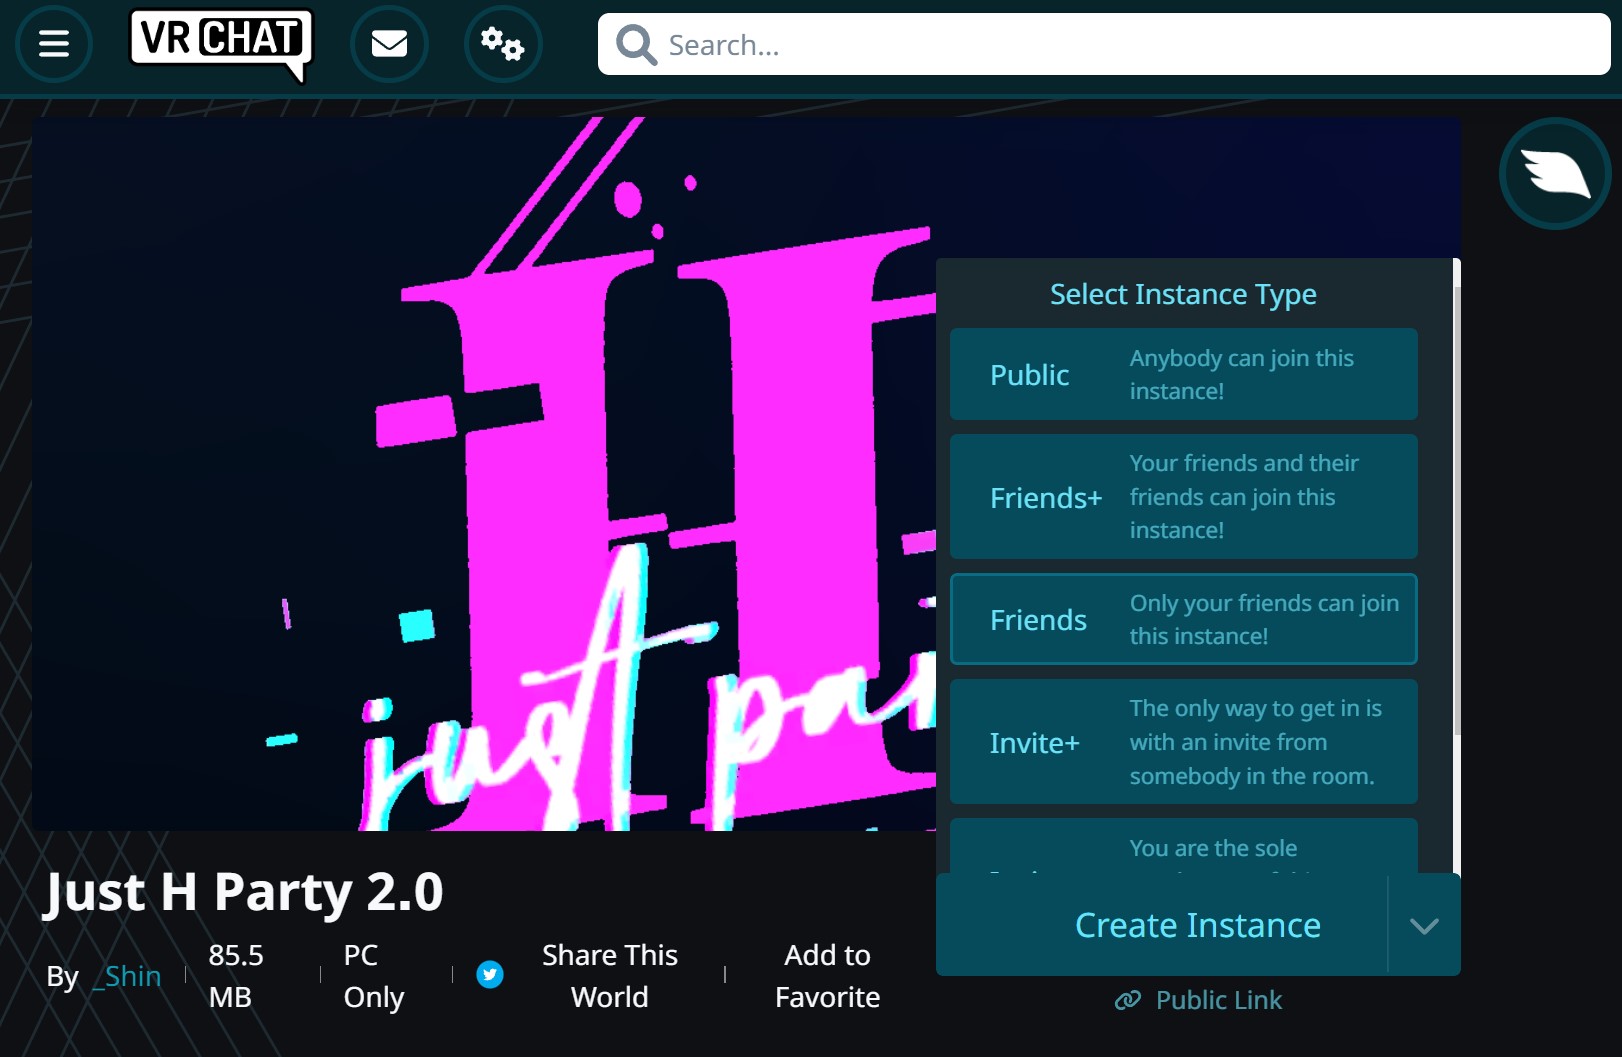 VR CHAT
Search...
H
just par
Select Instance Type
Public
Anybody can join this
instance!
Friends+
Your friends and their
friends can join this
instance!
Friends
Only your friends can join
this instance!
Invite+
The only way to get in is
with an invite from
somebody in the room.
You are the sole
Create Instance
Public Link
Just H Party 2.0
By _Shin
85.5
MB
PC
Only
Share This
World
Add to
Favorite